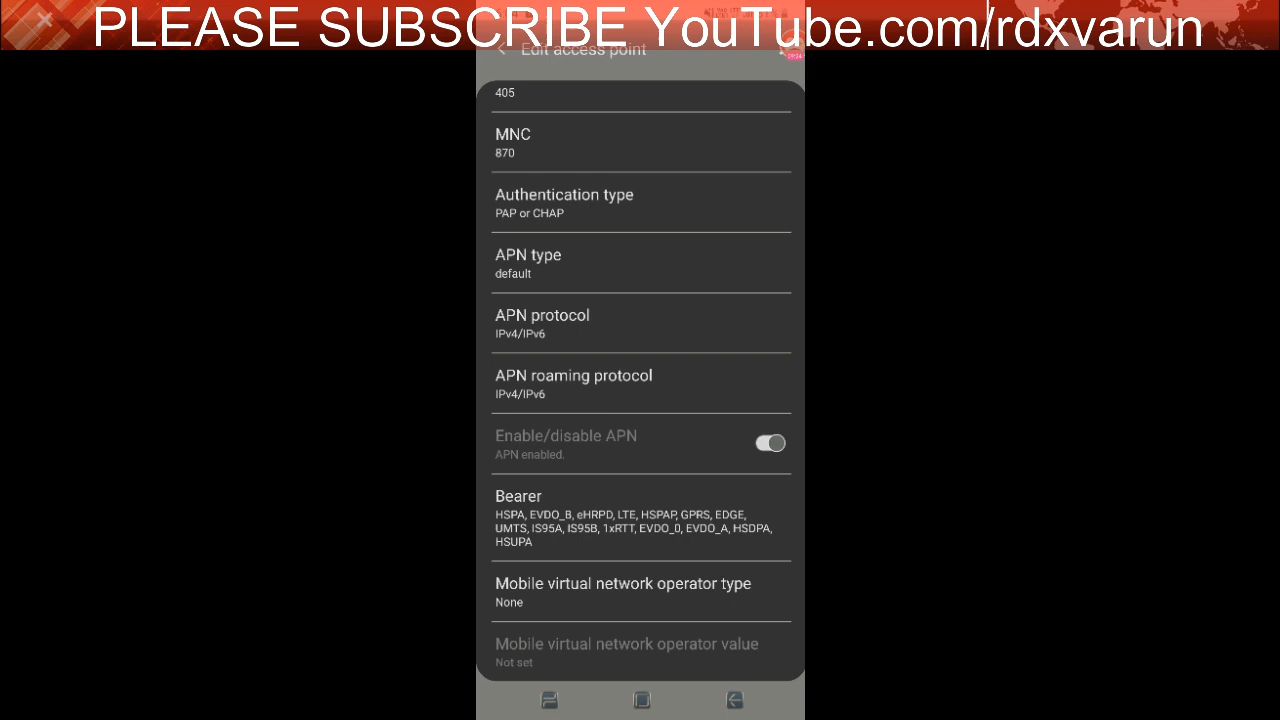 PLEASE SUBSCRIBE YouTube.com/rdxvarun
Edit access point
405
MNC
870
Authentication type
PAP or CHAP
APN type
default
APN protocol
IPv4/IPv6
APN roaming protocol
IPv4/IPv6
Enable/disable APN
APN enabled.
Bearer
HSPA, EVDO_B, eHRPD, LTE, HSPAP, GPRS, EDGE,
UMTS, IS95A, IS95B, 1xRTT, EVDO_0, EVDO_A, HSDPA,
HSUPA
Mobile virtual network operator type
None
Mobile virtual network operator value
Not set